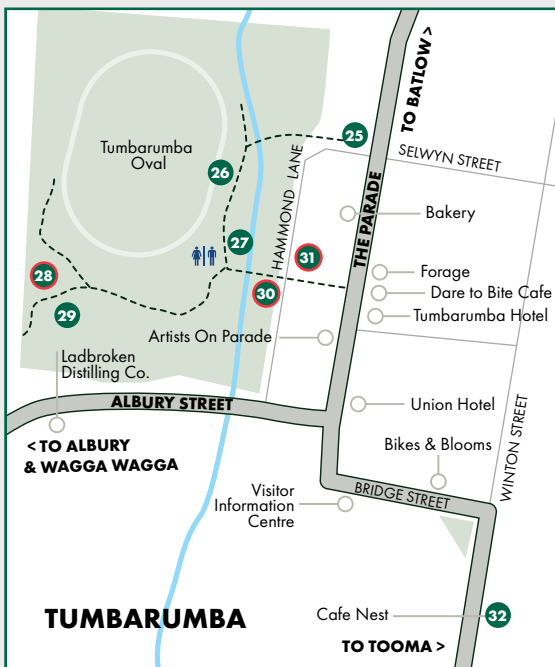 TO BATLOW >
25
SELWYN STREET
Tumbarumba
Oval
26
HAMMOND LANE
THE PARADE
Bakery
27
31
28
30
Forage
Dare to Bite Cafe
Tumbarumba Hotel
29
Artists On Parade
Ladbroken
Distilling Co.
ALBURY STREET
Union Hotel
WINTON STREET
< TO ALBURY
& WAGGA WAGGA
Bikes & Blooms
BRIDGE STREET
Visitor
Information
Centre
TUMBARUMBA
Cafe Nest
32
TO TOOMA >